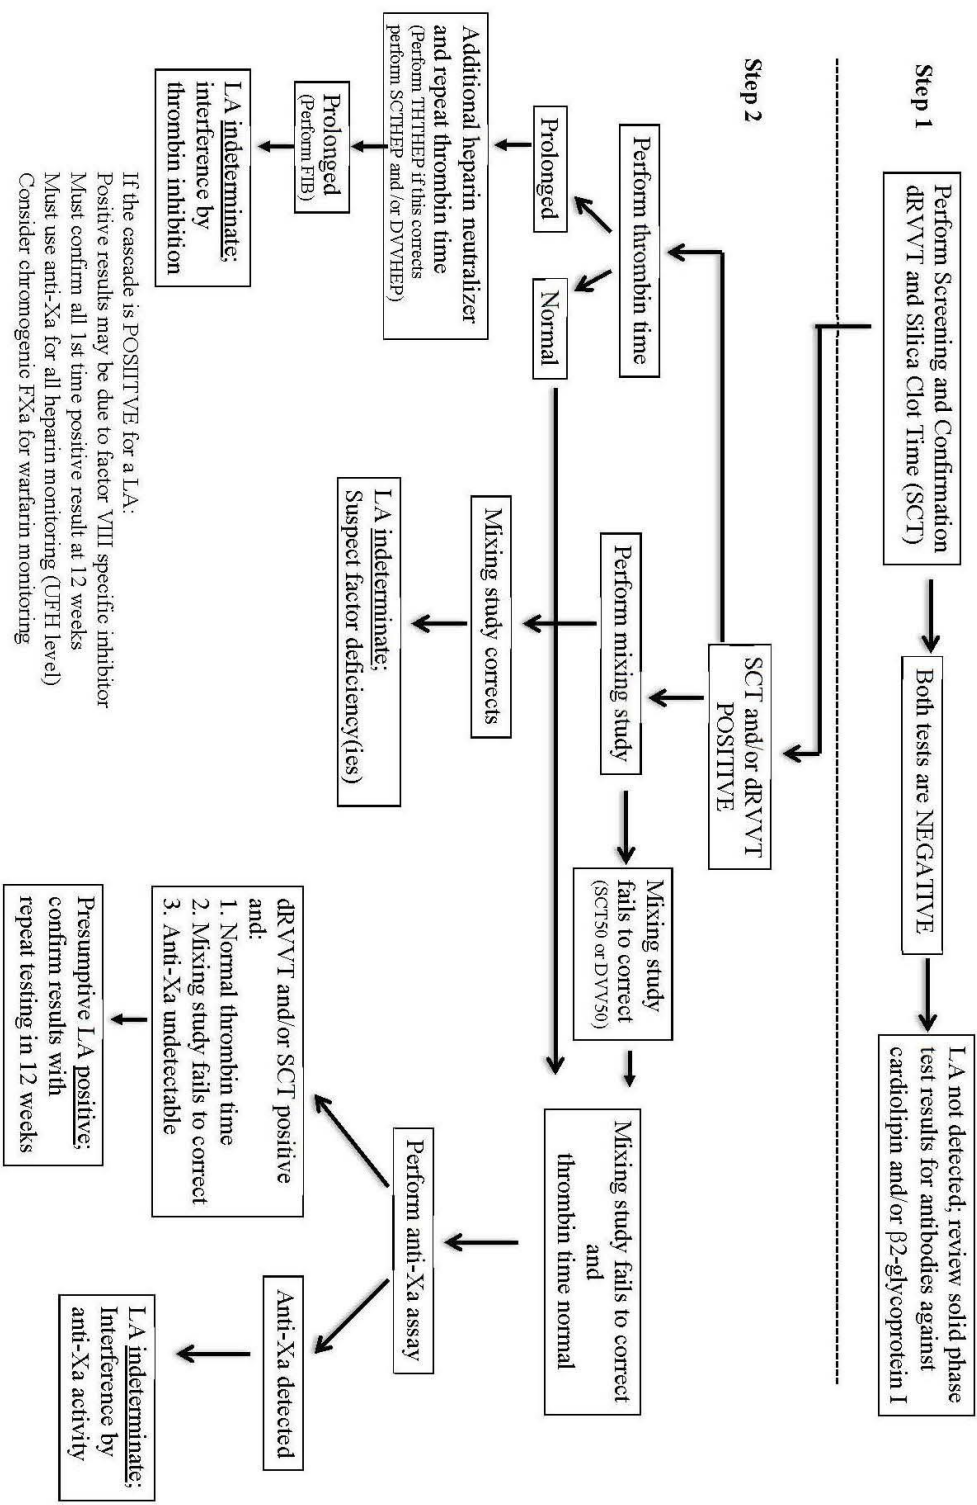 Step 1
Perform Screening and Confirmation
dRVVT and Silica Clot Time (SCT)
Both tests are NEGATIVE
LA not detected; review solid phase
test results for antibodies against
cardiolipin and/or β2-glycoprotein I
Step 2
SCT and/or dRVVT
POSITIVE
Perform thrombin time
Perform mixing study
Mixing study
fails to correct
(SCT50 or DVV50)
Mixing study fails to correct
and
thrombin time normal
Prolonged
Normal
Additional heparin neutralizer
and repeat thrombin time
(Perform THTHEP if this corrects
perform SCTHEP and/or DVVHEP)
Mixing study corrects
Perform anti-Xa assay
Prolonged
(Perform FIB)
LA indeterminate;
Suspect factor deficiency(ies)
dRVVT and/or SCT positive
and:
1. Normal thrombin time
2. Mixing study fails to correct
3. Anti-Xa undetectable
Anti-Xa detected
LA indeterminate;
interference by
thrombin inhibition
Presumptive LA positive;
confirm results with
repeat testing in 12 weeks
LA indeterminate;
Interference by
anti-Xa activity
If the cascade is POSIITVE for a LA:
Positive results may be due to factor VIII specific inhibitor
Must confirm all 1st time positive result at 12 weeks
Must use anti-Xa for all heparin monitoring (UFH level)
Consider chromogenic FXa for warfarin monitoring